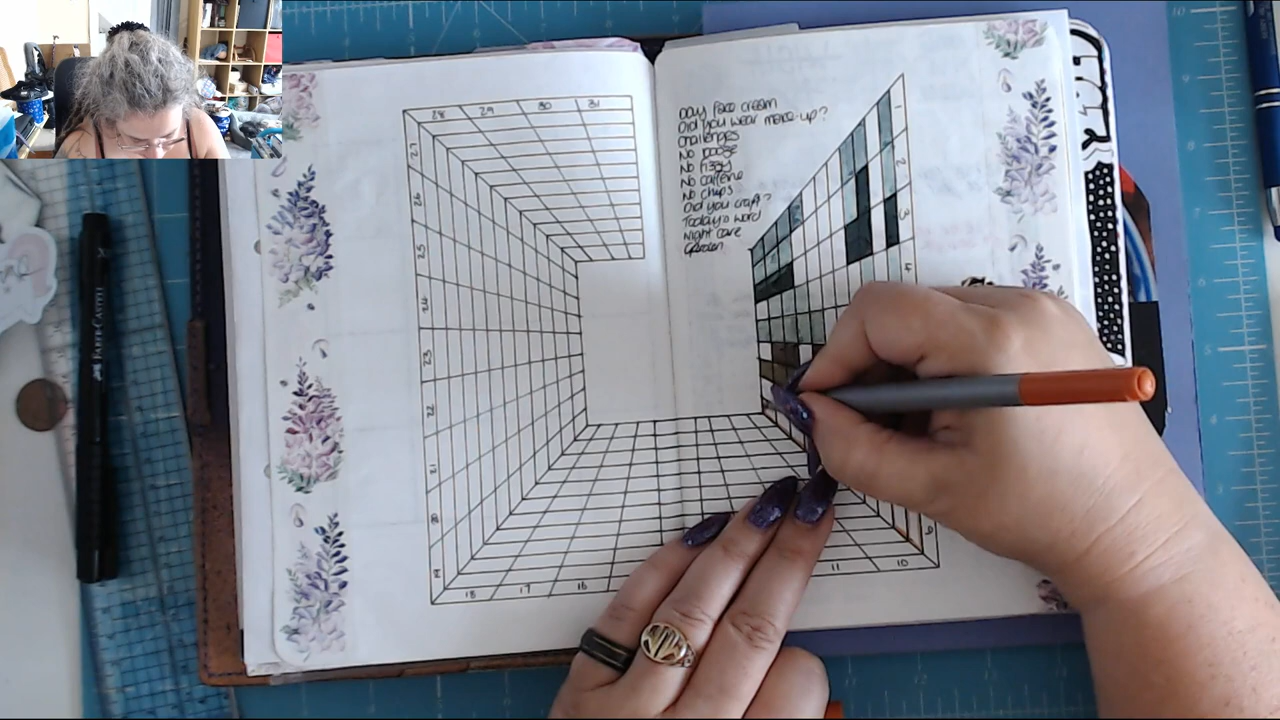 28 29 30 31
27
26
25
24
23
22
21
20
19
18 17 16
11 10
9
1
2
3
4
Day Face cream
Did you wear make-up?
Challenges
No booze
No fizzy
No caffeine
No chips
Did you craft?
Today's word
Night care
Garden
FABER-CASTELL
10